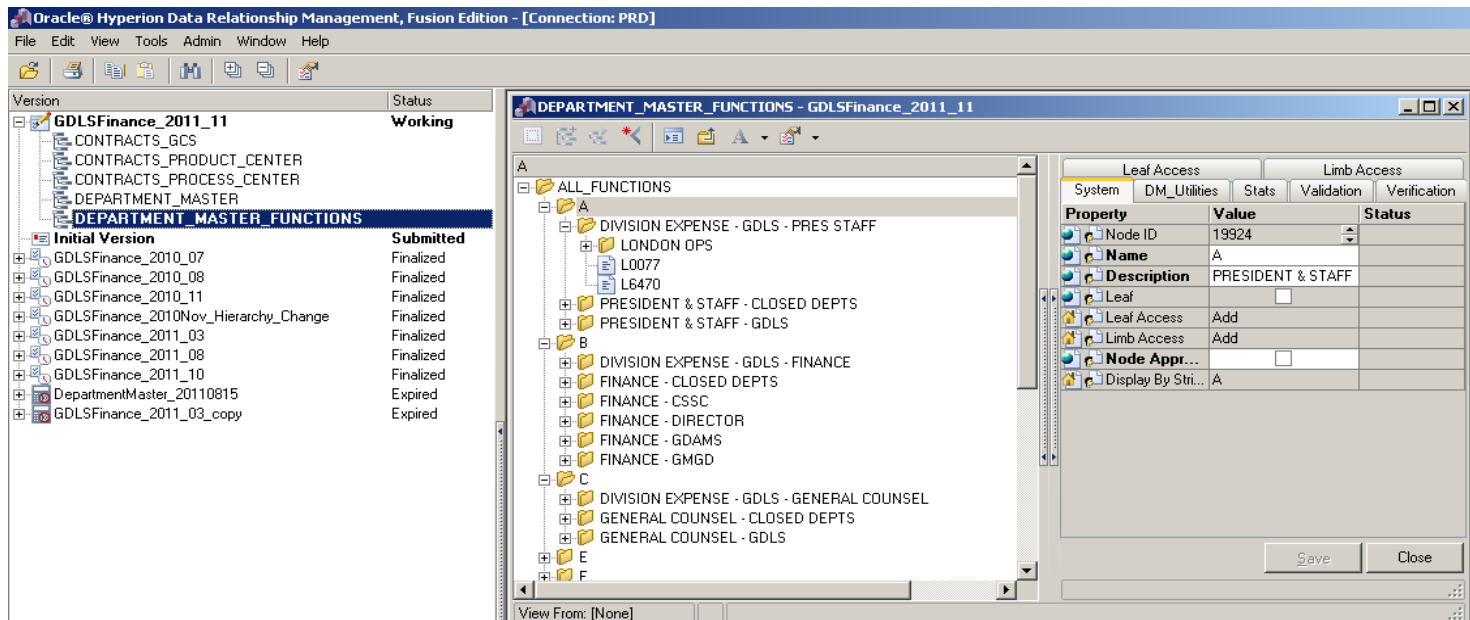 Oracle® Hyperion Data Relationship Management, Fusion Edition - [Connection: PRD]
File Edit View Tools Admin Window Help
Version Status
GDLSFinance_2011_11 Working
CONTRACTS_GCS
CONTRACTS_PRODUCT_CENTER
CONTRACTS_PROCESS_CENTER
DEPARTMENT_MASTER
DEPARTMENT_MASTER_FUNCTIONS
Initial Version Submitted
GDLSFinance_2010_07 Finalized
GDLSFinance_2010_08 Finalized
GDLSFinance_2010_11 Finalized
GDLSFinance_2010Nov_Hierarchy_Change Finalized
GDLSFinance_2011_03 Finalized
GDLSFinance_2011_08 Finalized
GDLSFinance_2011_10 Finalized
DepartmentMaster_20110815 Expired
GDLSFinance_2011_03_copy Expired
DEPARTMENT_MASTER_FUNCTIONS - GDLSFinance_2011_11
A
A
ALL_FUNCTIONS
A
DIVISION EXPENSE - GDLS - PRES STAFF
LONDON OPS
L0077
L6470
PRESIDENT & STAFF - CLOSED DEPTS
PRESIDENT & STAFF - GDLS
B
DIVISION EXPENSE - GDLS - FINANCE
FINANCE - CLOSED DEPTS
FINANCE - CSSC
FINANCE - DIRECTOR
FINANCE - GDAMS
FINANCE - GMGD
C
DIVISION EXPENSE - GDLS - GENERAL COUNSEL
GENERAL COUNSEL - CLOSED DEPTS
GENERAL COUNSEL - GDLS
E
F
View From: [None]
Leaf Access Limb Access
System DM_Utilities Stats Validation Verification
Property Value Status
Node ID 19924
Name A
Description PRESIDENT & STAFF
Leaf
Leaf Access Add
Limb Access Add
Node Appr...
Display By Stri... A
Save Close